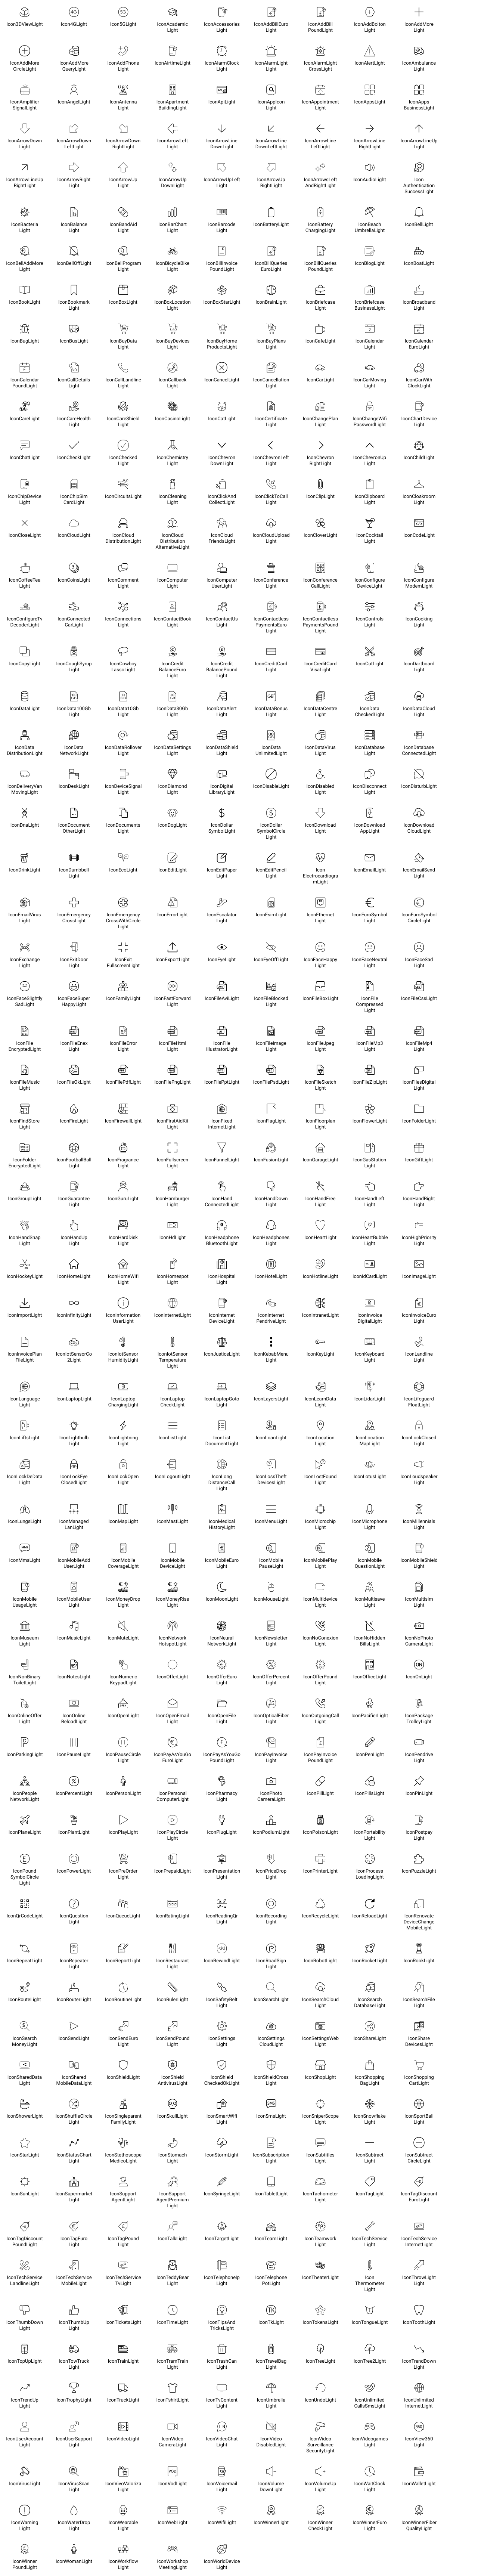 Icon3DViewLight Icon4GLight Icon5GLight IconAcademic Light IconAccessories Light IconAddBillEuro Light IconAddBill PoundLight IconAddBolton Light IconAddMore Light
IconAddMore CircleLight IconAddMore QueryLight IconAddPhone Light IconAirtimeLight IconAlarmClock Light IconAlarmLight IconAlarmLight CrossLight IconAlertLight IconAmbulance Light
IconAmplifier SignalLight IconAngelLight IconAntenna Light IconApartment BuildingLight IconApiLight IconAppIcon Light IconAppointment Light IconAppsLight IconApps BusinessLight
IconArrowDown Light IconArrowDown LeftLight IconArrowDown RightLight IconArrowLeft Light IconArrowLine DownLight IconArrowLine DownLeftLight IconArrowLine LeftLight IconArrowLine RightLight IconArrowLineUp Light
IconArrowLineUp RightLight IconArrowRight Light IconArrowUp Light IconArrowUp DownLight IconArrowUpLeft Light IconArrowUp RightLight IconArrowsLeft AndRightLight IconAudioLight Icon Authentication SuccessLight
IconBacteria Light IconBalance Light IconBandAid Light IconBarChart Light IconBarcode Light IconBatteryLight IconBattery ChargingLight IconBeach UmbrellaLight IconBellLight
IconBellAddMore Light IconBellOffLight IconBellProgram Light IconBicycleBike Light IconBillInvoice PoundLight IconBillQueries EuroLight IconBillQueries PoundLight IconBlogLight IconBoatLight
IconBookLight IconBookmark Light IconBoxLight IconBoxLocation Light IconBoxStarLight IconBrainLight IconBriefcase Light IconBriefcase BusinessLight IconBroadband Light
IconBugLight IconBusLight IconBuyData Light IconBuyDevices Light IconBuyHome ProductsLight IconBuyPlans Light IconCafeLight IconCalendar Light IconCalendar EuroLight
IconCalendar PoundLight IconCallDetails Light IconCallLandline Light IconCallback Light IconCancelLight IconCancellation Light IconCarLight IconCarMoving Light IconCarWith ClockLight
IconCareLight IconCareHealth Light IconCareShield Light IconCasinoLight IconCatLight IconCertificate Light IconChangePlan Light IconChangeWifi PasswordLight IconChartDevice Light
IconChatLight IconCheckLight IconChecked Light IconChemistry Light IconChevron DownLight IconChevronLeft Light IconChevron RightLight IconChevronUp Light IconChildLight
IconChipDevice Light IconChipSim CardLight IconCircuitsLight IconCleaning Light IconClickAnd CollectLight IconClickToCall Light IconClipLight IconClipboard Light IconCloakroom Light
IconCloseLight IconCloudLight IconCloud DistributionLight IconCloud Distribution AlternativeLight IconCloud FriendsLight IconCloudUpload Light IconCloverLight IconCocktail Light IconCodeLight
IconCoffeeTea Light IconCoinsLight IconComment Light IconComputer Light IconComputer UserLight IconConference Light IconConference CallLight IconConfigure DeviceLight IconConfigure ModemLight
IconConfigureTv DecoderLight IconConnected CarLight IconConnections Light IconContactBook Light IconContactUs Light IconContactless PaymentsEuro Light IconContactless PaymentsPound Light IconControls Light IconCooking Light
IconCopyLight IconCoughSyrup Light IconCowboy LassoLight IconCredit BalanceEuro Light IconCredit BalancePound Light IconCreditCard Light IconCreditCard VisaLight IconCutLight IconDartboard Light
IconDataLight IconData100Gb Light IconData10Gb Light IconData30Gb Light IconDataAlert Light IconDataBonus Light IconDataCentre Light IconData CheckedLight IconDataCloud Light
IconData DistributionLight IconData NetworkLight IconDataRollover Light IconDataSettings Light IconDataShield Light IconData UnlimitedLight IconDataVirus Light IconDatabase Light IconDatabase ConnectedLight
IconDeliveryVan MovingLight IconDeskLight IconDeviceSignal Light IconDiamond Light IconDigital LibraryLight IconDisableLight IconDisabled Light IconDisconnect Light IconDisturbLight
IconDnaLight IconDocument OtherLight IconDocuments Light IconDogLight IconDollar SymbolLight IconDollar SymbolCircle Light IconDownload Light IconDownload AppLight IconDownload CloudLight
IconDrinkLight IconDumbbell Light IconEcoLight IconEditLight IconEditPaper Light IconEditPencil Light Icon Electrocardiogra mLight IconEmailLight IconEmailSend Light
IconEmailVirus Light IconEmergency CrossLight IconEmergency CrossWithCircle Light IconErrorLight IconEscalator Light IconEsimLight IconEthernet Light IconEuroSymbol Light IconEuroSymbol CircleLight
IconExchange Light IconExitDoor Light IconExit FullscreenLight IconExportLight IconEyeLight IconEyeOffLight IconFaceHappy Light IconFaceNeutral Light IconFaceSad Light
IconFaceSlightly SadLight IconFaceSuper HappyLight IconFamilyLight IconFastForward Light IconFileAviLight IconFileBlocked Light IconFileBoxLight IconFile Compressed Light IconFileCssLight
IconFile EncryptedLight IconFileEnex Light IconFileError Light IconFileHtml Light IconFile IllustratorLight IconFileImage Light IconFileJpeg Light IconFileMp3 Light IconFileMp4 Light
IconFileMusic Light IconFileOkLight IconFilePdfLight IconFilePngLight IconFilePptLight IconFilePsdLight IconFileSketch Light IconFileZipLight IconFilesDigital Light
IconFindStore Light IconFireLight IconFirewallLight IconFirstAidKit Light IconFixed InternetLight IconFlagLight IconFloorplan Light IconFlowerLight IconFolderLight
IconFolder EncryptedLight IconFootballBall Light IconFragrance Light IconFullscreen Light IconFunnelLight IconFusionLight IconGarageLight IconGasStation Light IconGiftLight
IconGroupLight IconGuarantee Light IconGuruLight IconHamburger Light IconHand ConnectedLight IconHandDown Light IconHandFree Light IconHandLeft Light IconHandRight Light
IconHandSnap Light IconHandUp Light IconHardDisk Light IconHdLight IconHeadphone BluetoothLight IconHeadphones Light IconHeartLight IconHeartBubble Light IconHighPriority Light
IconHockeyLight IconHomeLight IconHomeWifi Light IconHomespot Light IconHospital Light IconHotelLight IconHotlineLight IconIdCardLight IconImageLight
IconImportLight IconInfinityLight IconInformation UserLight IconInternetLight IconInternet DeviceLight IconInternet PendriveLight IconIntranetLight IconInvoice DigitalLight IconInvoiceEuro Light
IconInvoicePlan FileLight IconIotSensorCo 2Light IconIotSensor HumidityLight IconIotSensor Temperature Light IconJusticeLight IconKebabMenu Light IconKeyLight IconKeyboard Light IconLandline Light
IconLanguage Light IconLaptopLight IconLaptop ChargingLight IconLaptop CheckLight IconLaptopGoto Light IconLayersLight IconLearnData Light IconLidarLight IconLifeguard FloatLight
IconLiftsLight IconLightbulb Light IconLightning Light IconListLight IconList DocumentLight IconLoanLight IconLocation Light IconLocation MapLight IconLockClosed Light
IconLockDeData Light IconLockEye ClosedLight IconLockOpen Light IconLogoutLight IconLong DistanceCall Light IconLossTheft DevicesLight IconLostFound Light IconLotusLight IconLoudspeaker Light
IconLungsLight IconManaged LanLight IconMapLight IconMastLight IconMedical HistoryLight IconMenuLight IconMicrochip Light IconMicrophone Light IconMillennials Light
IconMmsLight IconMobileAdd UserLight IconMobile CoverageLight IconMobile DeviceLight IconMobileEuro Light IconMobile PauseLight IconMobilePlay Light IconMobile QuestionLight IconMobileShield Light
IconMobile UsageLight IconMobileUser Light IconMoneyDrop Light IconMoneyRise Light IconMoonLight IconMouseLight IconMultidevice Light IconMultisave Light IconMultisim Light
IconMuseum Light IconMusicLight IconMuteLight IconNetwork HotspotLight IconNeural NetworkLight IconNewsletter Light IconNoConexion Light IconNoHidden BillsLight IconNoPhoto CameraLight
IconNonBinary ToiletLight IconNotesLight IconNumeric KeypadLight IconOfferLight IconOfferEuro Light IconOfferPercent Light IconOfferPound Light IconOfficeLight IconOnLight
IconOnlineOffer Light IconOnline ReloadLight IconOpenLight IconOpenEmail Light IconOpenFile Light IconOpticalFiber Light IconOutgoingCall Light IconPacifierLight IconPackage TrolleyLight
IconParkingLight IconPauseLight IconPauseCircle Light IconPayAsYouGo EuroLight IconPayAsYouGo PoundLight IconPayInvoice Light IconPayInvoice PoundLight IconPenLight IconPendrive Light
IconPeople NetworkLight IconPercentLight IconPersonLight IconPersonal ComputerLight IconPharmacy Light IconPhoto CameraLight IconPillLight IconPillsLight IconPinLight
IconPlaneLight IconPlantLight IconPlayLight IconPlayCircle Light IconPlugLight IconPodiumLight IconPoisonLight IconPortability Light IconPostpay Light
IconPound SymbolCircle Light IconPowerLight IconPreOrder Light IconPrepaidLight IconPresentation Light IconPriceDrop Light IconPrinterLight IconProcess LoadingLight IconPuzzleLight
IconQrCodeLight IconQuestion Light IconQueueLight IconRatingLight IconReadingQr Light IconRecording Light IconRecycleLight IconReloadLight IconRenovate DeviceChange MobileLight
IconRepeatLight IconRepeater Light IconReportLight IconRestaurant Light IconRewindLight IconRoadSign Light IconRobotLight IconRocketLight IconRookLight
IconRouteLight IconRouterLight IconRoutineLight IconRulerLight IconSafetyBelt Light IconSearchLight IconSearchCloud Light IconSearch DatabaseLight IconSearchFile Light
IconSearch MoneyLight IconSendLight IconSendEuro Light IconSendPound Light IconSettings Light IconSettings CloudLight IconSettingsWeb Light IconShareLight IconShare DevicesLight
IconSharedData Light IconShared MobileDataLight IconShieldLight IconShield AntivirusLight IconShield CheckedOkLight IconShieldCross Light IconShopLight IconShopping BagLight IconShopping CartLight
IconShowerLight IconShuffleCircle Light IconSingleparent FamilyLight IconSkullLight IconSmartWifi Light IconSmsLight IconSniperScope Light IconSnowflake Light IconSportBall Light
IconStarLight IconStatusChart Light IconStethoscope MedicoLight IconStomach Light IconStormLight IconSubscription Light IconSubtitles Light IconSubtract Light IconSubtract CircleLight
IconSunLight IconSupermarket Light IconSupport AgentLight IconSupport AgentPremium Light IconSyringeLight IconTabletLight IconTachometer Light IconTagLight IconTagDiscount EuroLight
IconTagDiscount PoundLight IconTagEuro Light IconTagPound Light IconTalkLight IconTargetLight IconTeamLight IconTeamwork Light IconTechService Light IconTechService InternetLight
IconTechService LandlineLight IconTechService MobileLight IconTechService TvLight IconTeddyBear Light IconTelephoneIp Light IconTelephone PotLight IconTheaterLight Icon Thermometer Light IconThrowLight
IconThumbDown Light IconThumbUp Light IconTicketsLight IconTimeLight IconTipsAnd TricksLight IconTkLight IconTokensLight IconTongueLight IconToothLight
IconTopUpLight IconTowTruck Light IconTrainLight IconTramTrain Light IconTrashCan Light IconTravelBag Light IconTreeLight IconTree2Light IconTrendDown Light
IconTrendUp Light IconTrophyLight IconTruckLight IconTshirtLight IconTvContent Light IconUmbrella Light IconUndoLight IconUnlimited CallsSmsLight IconUnlimited InternetLight
IconUserAccount Light IconUserSupport Light IconVideoLight IconVideo CameraLight IconVideoChat Light IconVideo DisabledLight IconVideo Surveillance SecurityLight IconVideogames Light IconView360 Light
IconVirusLight IconVirusScan Light IconVivoValoriza Light IconVodLight IconVoicemail Light IconVolume DownLight IconVolumeUp Light IconWaitClock Light IconWalletLight
IconWarning Light IconWaterDrop Light IconWearable Light IconWebLight IconWifiLight IconWinnerLight IconWinner CheckLight IconWinnerEuro Light IconWinnerFiber QualityLight
IconWinner PoundLight IconWomanLight IconWorkflow Light IconWorkshop MeetingLight IconWorldDevice Light